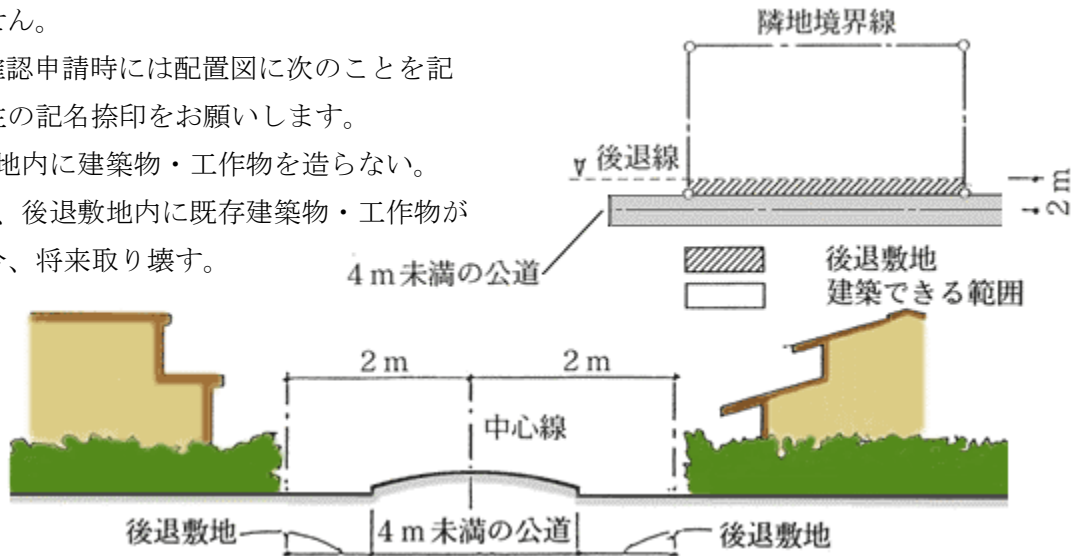 せん。
確認申請時には配置図に次のことを記
主の記名捺印をお願いします。
地内に建築物・工作物を造らない。
、後退敷地内に既存建築物・工作物が
、将来取り壊す。
隣地境界線
後退線
2m
4m未満の公道
後退敷地
建築できる範囲
2m
2m
中心線
後退敷地
4m未満の公道
後退敷地